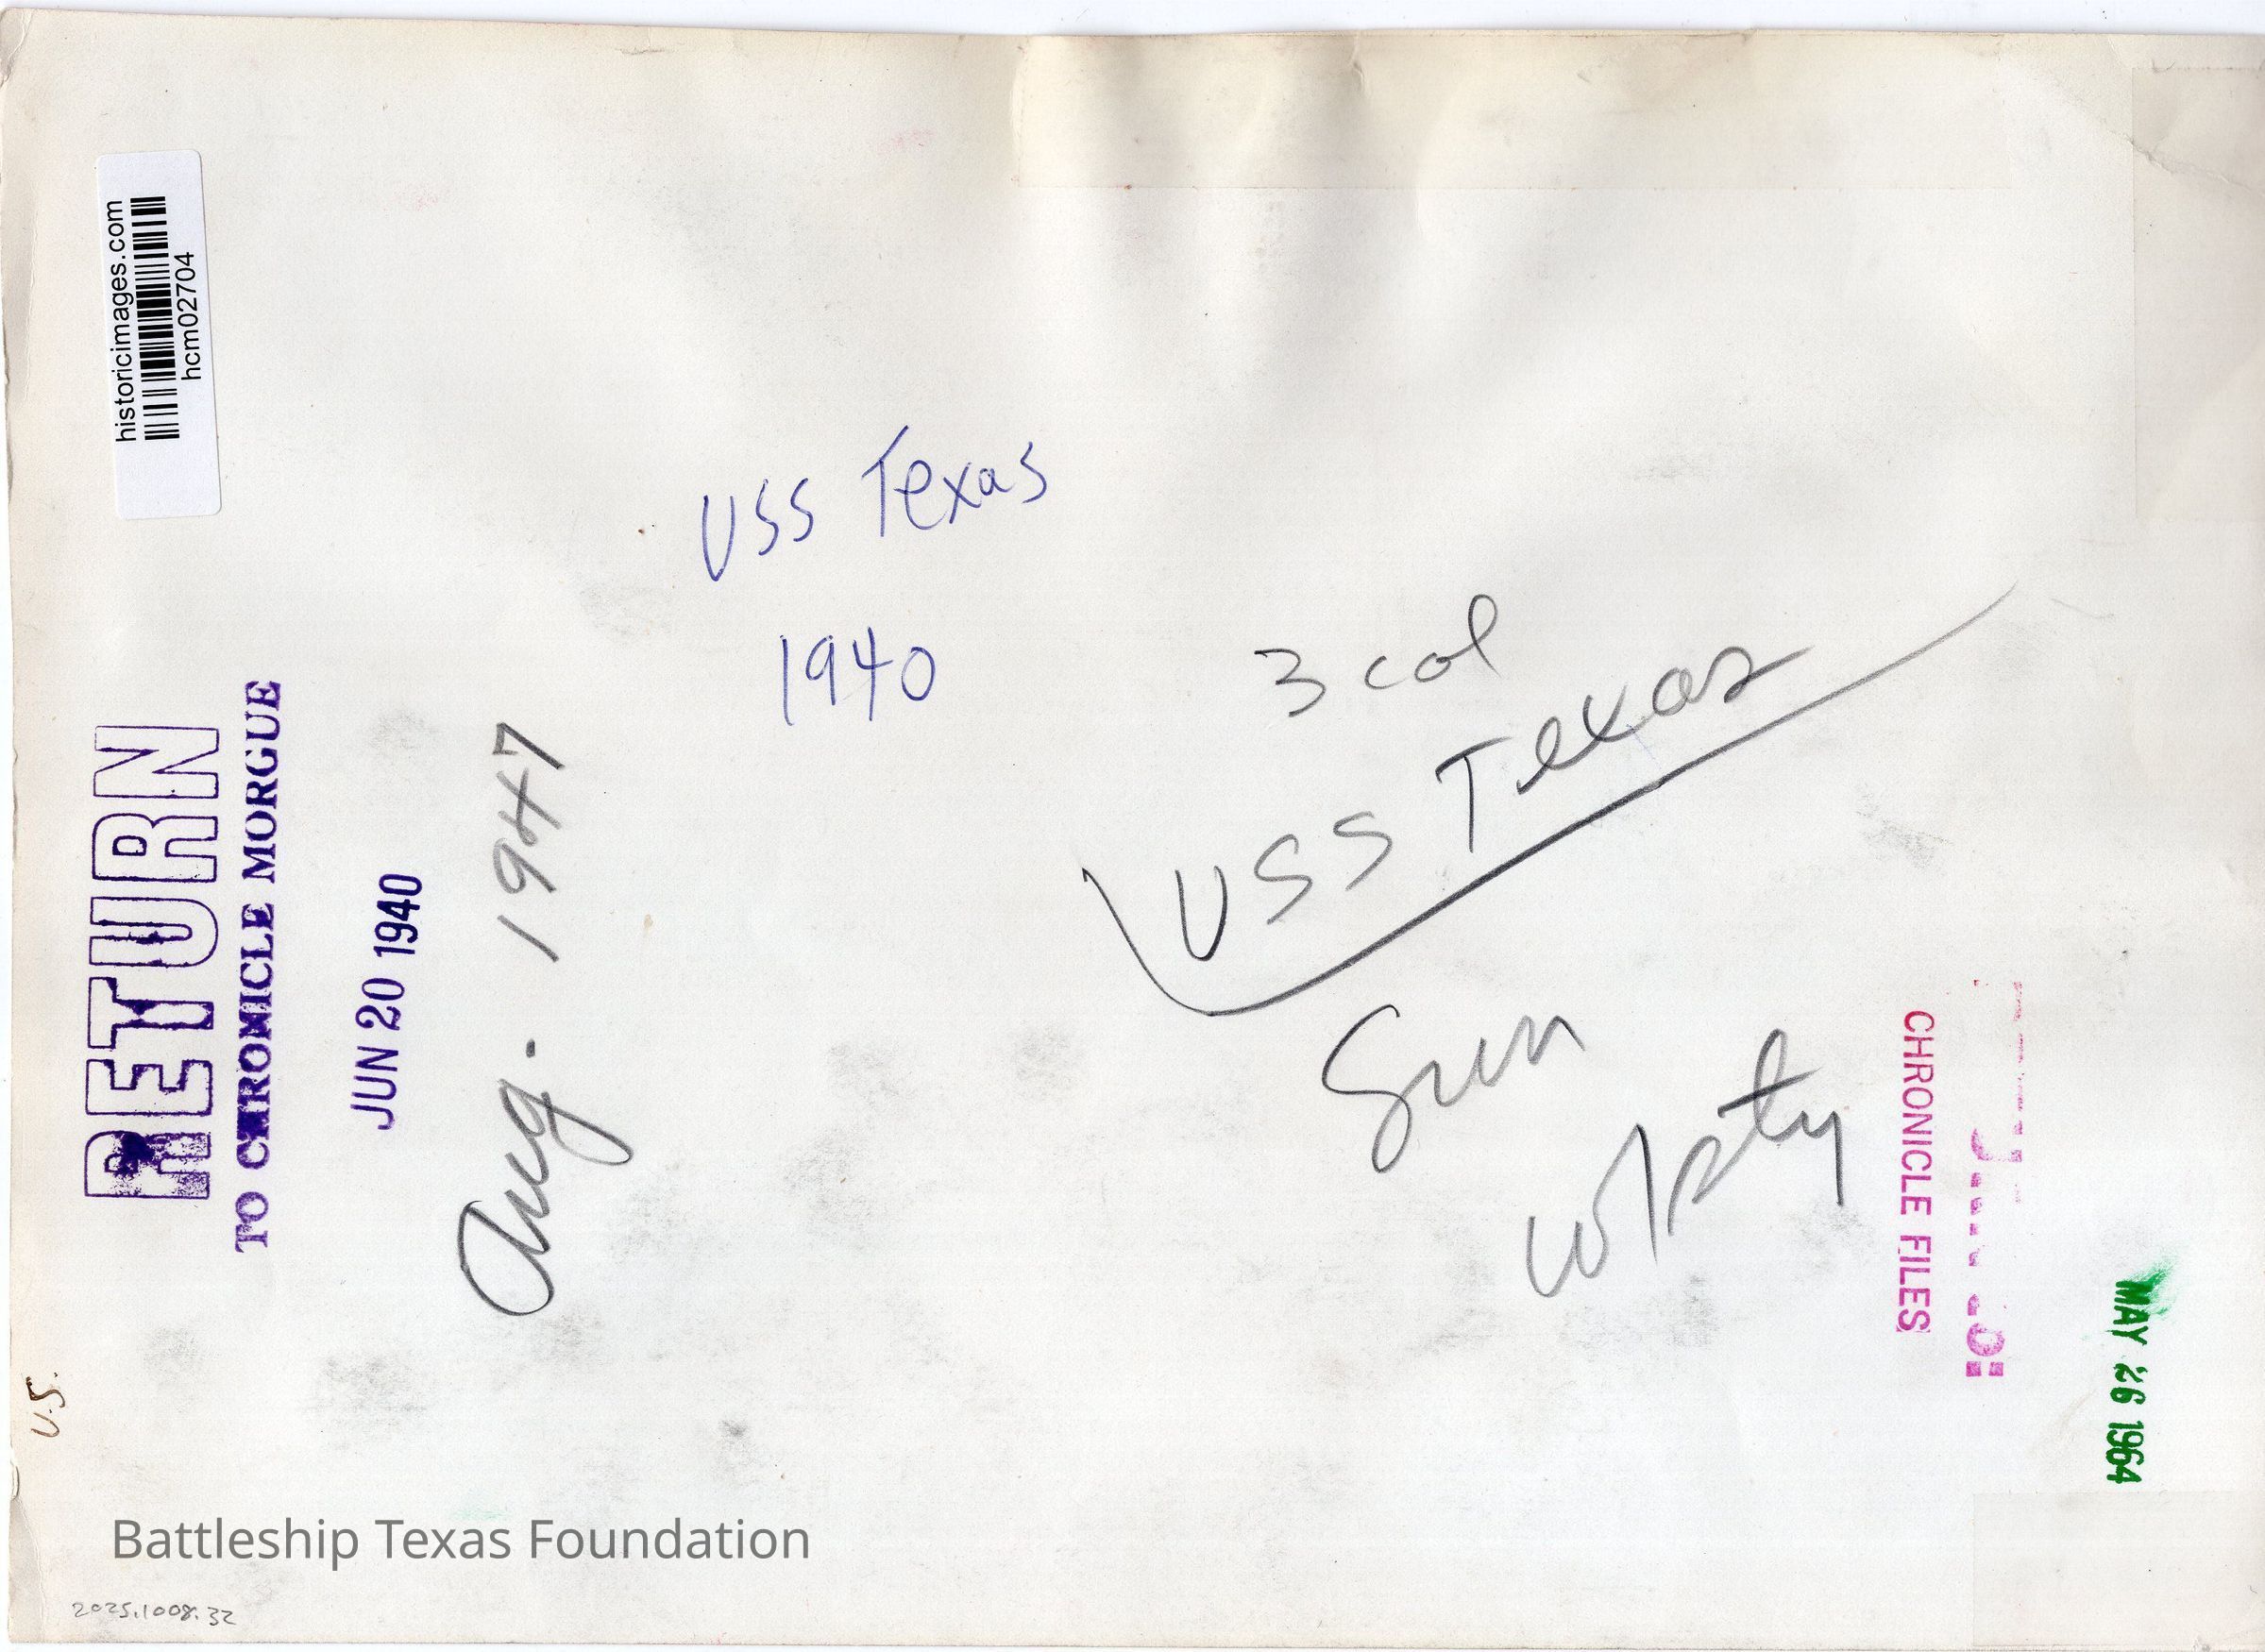 historicimages.com
hcm02704
USS Texas
1940
RETURN
TO CHRONICLE MORGUE
JUN 20 1940
Aug. 1947
3 col
USS Texas
Sun
CHRONICLE FILES
MAY 26 1964
U.S.
Battleship Texas Foundation
2025.1008.32